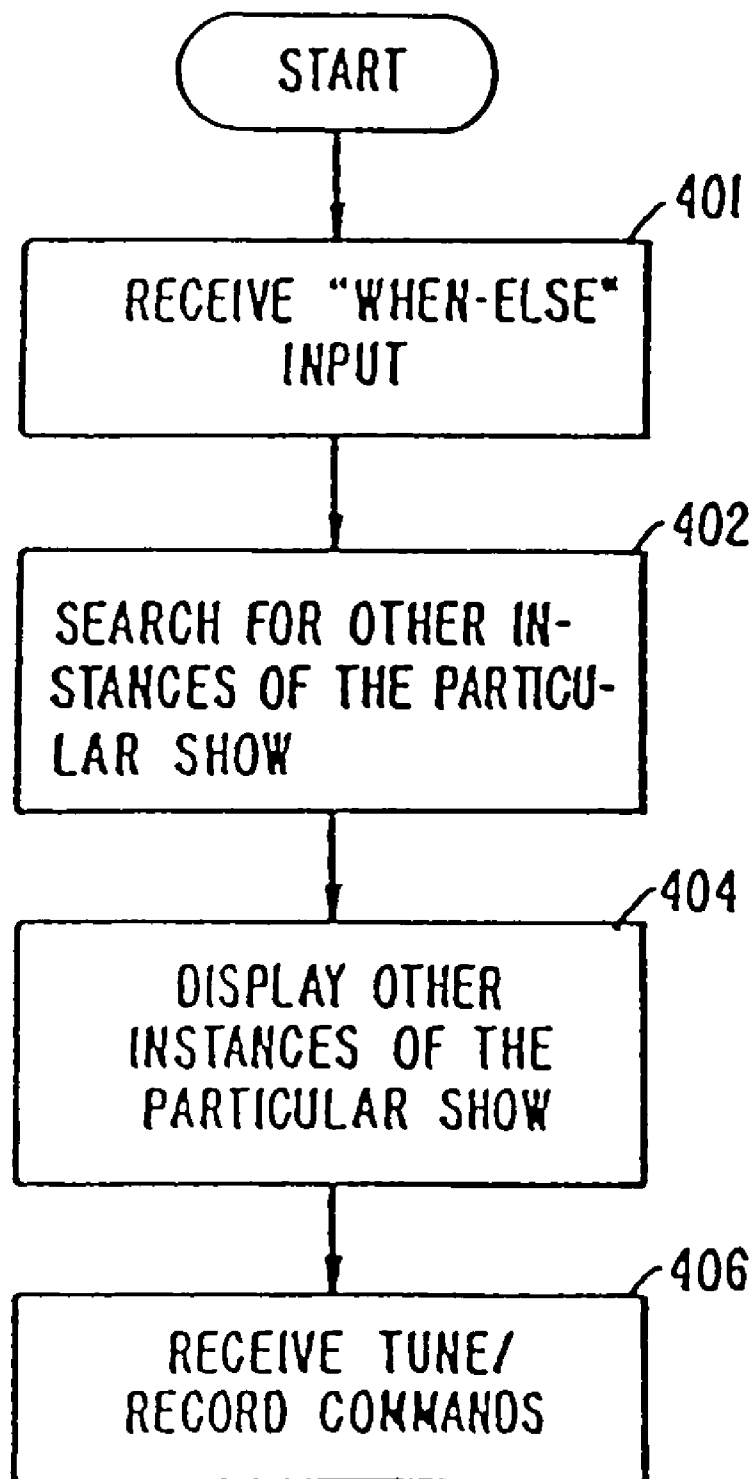 START
401
RECEIVE "WHEN-ELSE"
INPUT
402
SEARCH FOR OTHER IN-
STANCES OF THE PARTICU-
LAR SHOW
404
DISPLAY OTHER
INSTANCES OF THE
PARTICULAR SHOW
406
RECEIVE TUNE/
RECORD COMMANDS